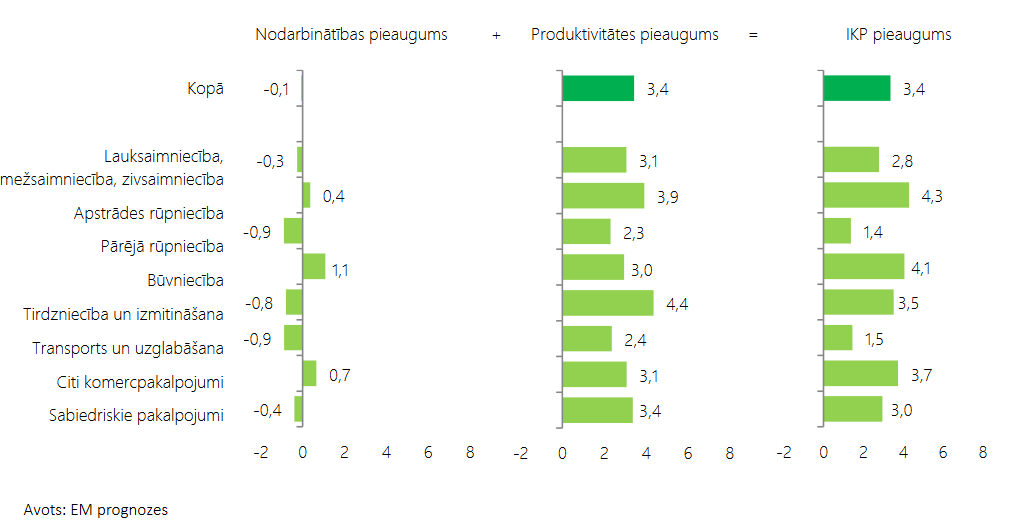 Nodarbinātības pieaugums + Produktivitātes pieaugums = IKP pieaugums
Kopā -0,1 3,4 3,4
Lauksaimniecība,
mežsaimniecība, zivsaimniecība -0,3 3,1 2,8
Apstrādes rūpniecība 0,4 3,9 4,3
Pārējā rūpniecība -0,9 2,3 1,4
Būvniecība 1,1 3,0 4,1
Tirdzniecība un izmitināšana -0,8 4,4 3,5
Transports un uzglabāšana -0,9 2,4 1,5
Citi komercpakalpojumi 0,7 3,1 3,7
Sabiedriskie pakalpojumi -0,4 3,4 3,0
-2 0 2 4 6 8 -2 0 2 4 6 8 -2 0 2 4 6 8
Avots: EM prognozes